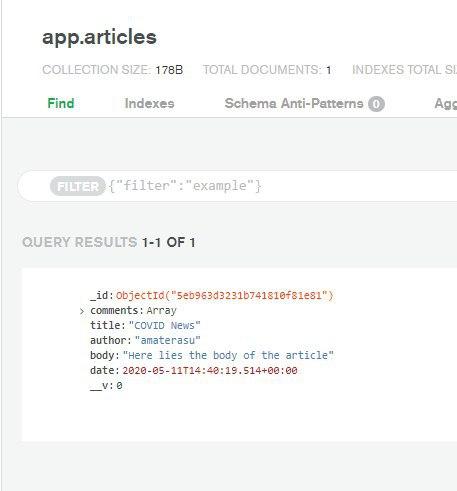 app.articles
COLLECTION SIZE: 178B TOTAL DOCUMENTS: 1 INDEXES TOTAL SI
Find Indexes Schema Anti-Patterns 0 Agg
FILTER {"filter":"example"}
QUERY RESULTS 1-1 OF 1
_id: ObjectId("5eb963d3231b741810f81e81")
> comments: Array
title: "COVID News"
author: "amaterasu"
body: "Here lies the body of the article"
date: 2020-05-11T14:40:19.514+00:00
__v: 0